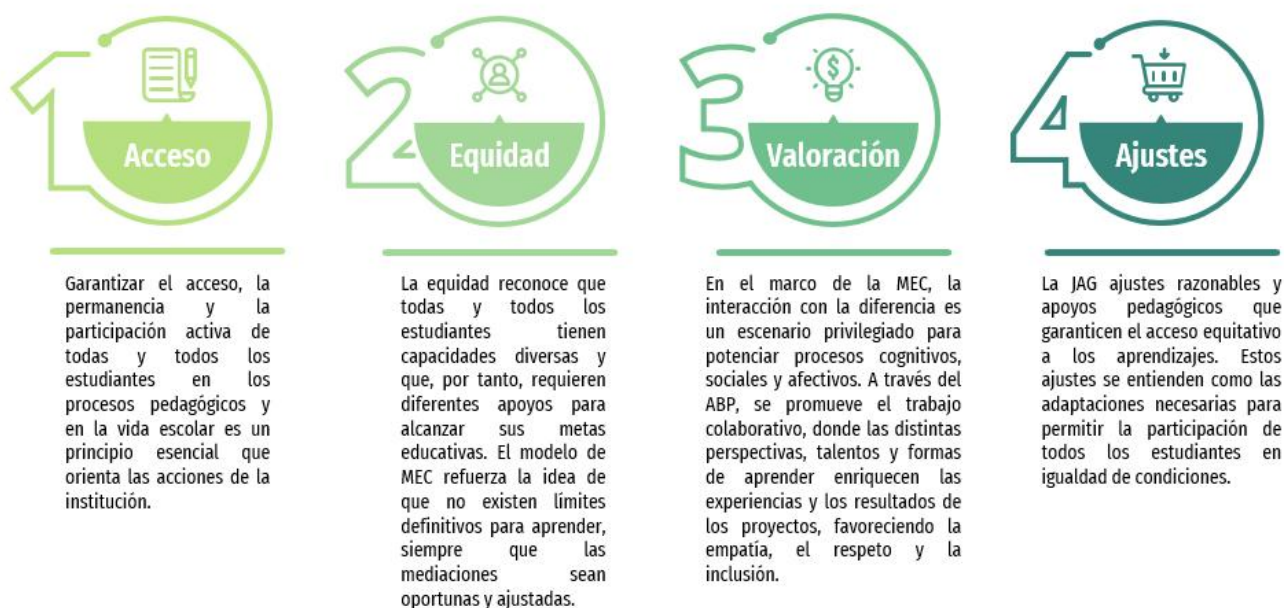 1
Acceso
Garantizar el acceso, la
permanencia y la
participación activa de
todas y todos los
estudiantes en los
procesos pedagógicos y
en la vida escolar es un
principio esencial que
orienta las acciones de la
institución.
2
Equidad
La equidad reconoce que
todas y todos los
estudiantes tienen
capacidades diversas y
que, por tanto, requieren
diferentes apoyos para
alcanzar sus metas
educativas. El modelo de
MEC refuerza la idea de
que no existen límites
definitivos para aprender,
siempre que las
mediaciones sean
oportunas y ajustadas.
3
$
Valoración
En el marco de la MEC, la
interacción con la diferencia es
un escenario privilegiado para
potenciar procesos cognitivos,
sociales y afectivos. A través del
ABP, se promueve el trabajo
colaborativo, donde las distintas
perspectivas, talentos y formas
de aprender enriquecen las
experiencias y los resultados de
los proyectos, favoreciendo la
empatía, el respeto y la
inclusión.
4
Ajustes
La JAG ajustes razonables y
apoyos pedagógicos que
garanticen el acceso equitativo
a los aprendizajes. Estos
ajustes se entienden como las
adaptaciones necesarias para
permitir la participación de
todos los estudiantes en
igualdad de condiciones.